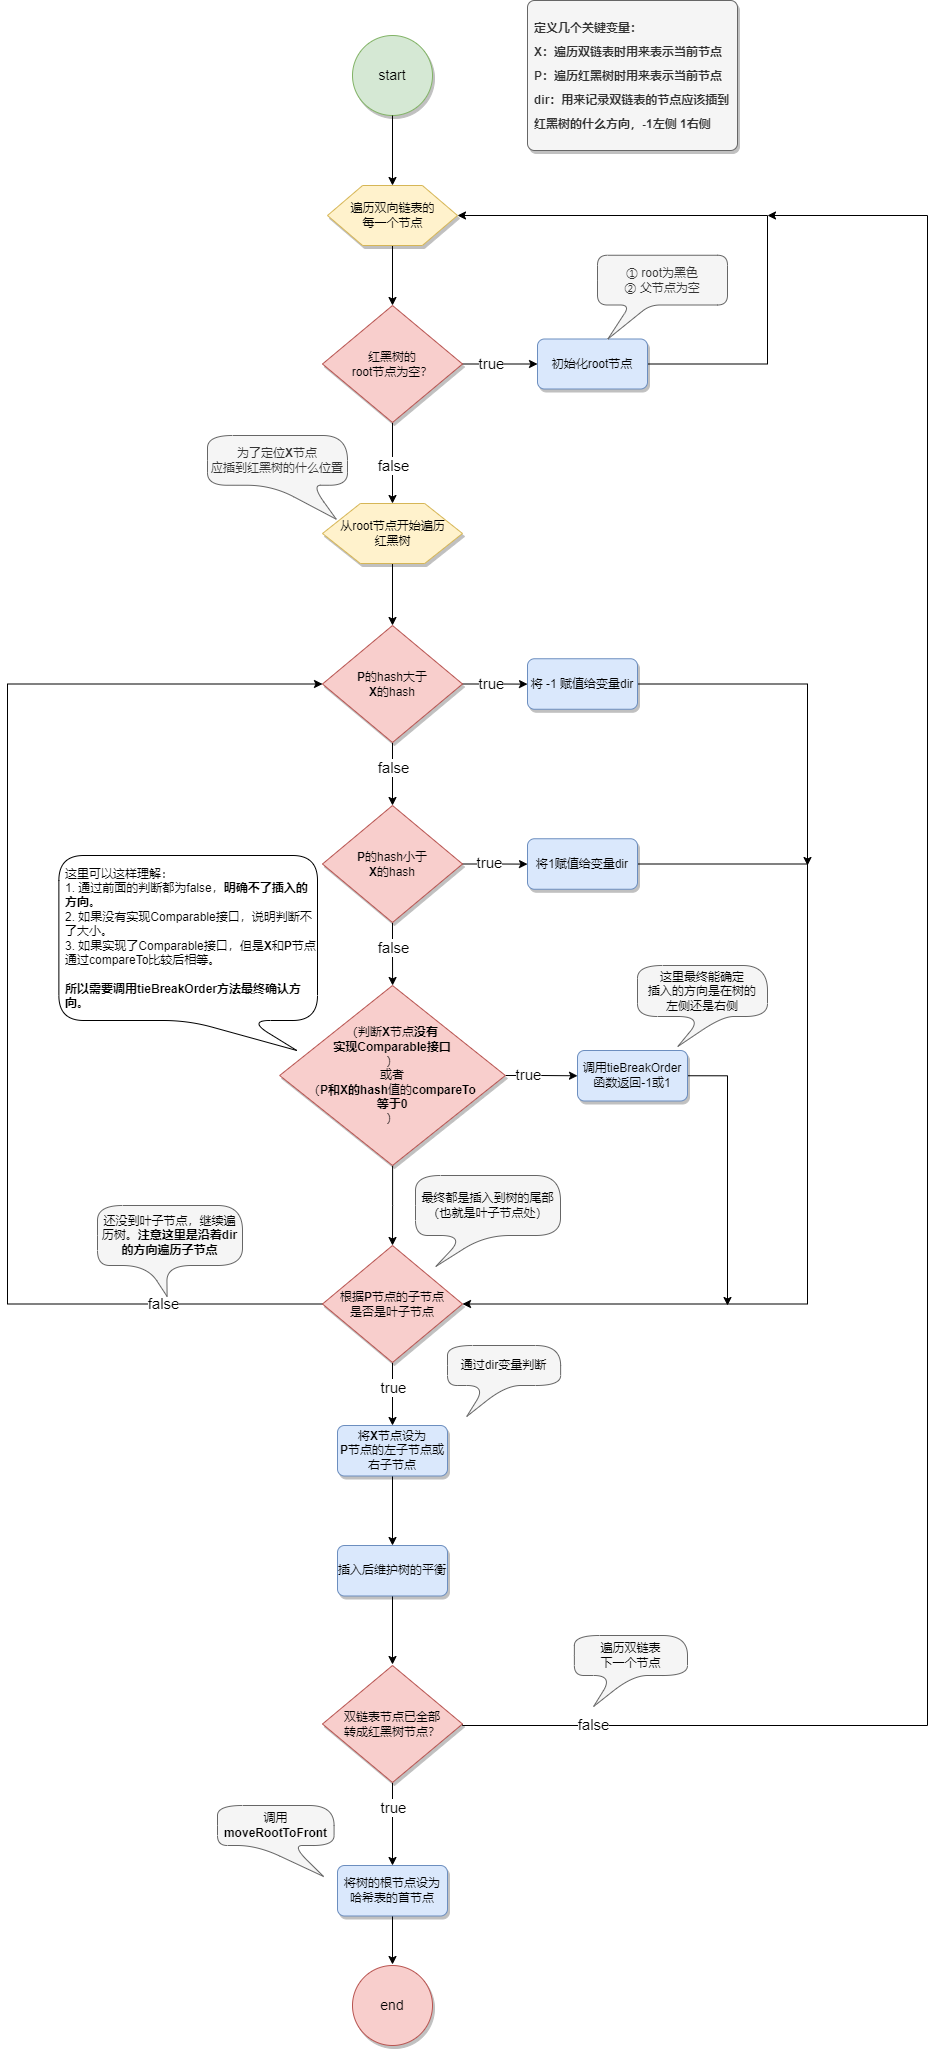 定义几个关键变量：
X：遍历双链表时用来表示当前节点
P：遍历红黑树时用来表示当前节点
dir：用来记录双链表的节点应该插到
红黑树的什么方向，-1左侧 1右侧
start
遍历双向链表的
每一个节点
① root为黑色
② 父节点为空
红黑树的
root节点为空?
true
初始化root节点
为了定位X节点
应插到红黑树的什么位置
false
从root节点开始遍历
红黑树
P的hash大于
X的hash
true
将 -1 赋值给变量dir
false
P的hash小于
X的hash
true
将1赋值给变量dir
这里可以这样理解：
1. 通过前面的判断都为false，明确不了插入的
方向。
2. 如果没有实现Comparable接口，说明判断不
了大小。
3. 如果实现了Comparable接口，但是X和P节点
通过compareTo比较后相等。
所以需要调用tieBreakOrder方法最终确认方
向。
false
这里最终能确定
插入的方向是在树的
左侧还是右侧
（判断X节点没有
实现Comparable接口
）
或者
（P和X的hash值的compareTo
等于0
）
true
调用tieBreakOrder
函数返回-1或1
最终都是插入到树的尾部
（也就是叶子节点处）
还没到叶子节点，继续遍
历树。注意这里是沿着dir
的方向遍历子节点
false
根据P节点的子节点
是否是叶子节点
通过dir变量判断
true
将X节点设为
P节点的左子节点或
右子节点
插入后维护树的平衡
遍历双链表
下一个节点
双链表节点已全部
转成红黑树节点?
false
true
调用
moveRootToFront
将树的根节点设为
哈希表的首节点
end